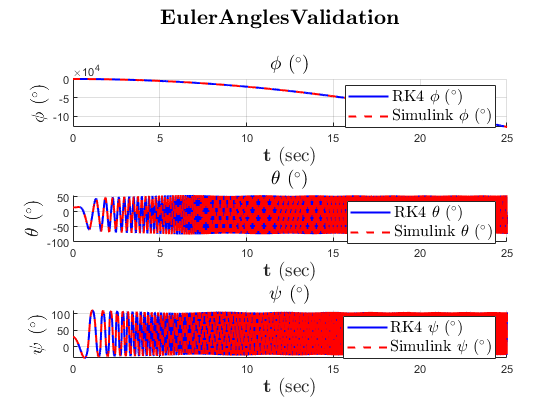 EulerAnglesValidation
ϕ (°)
×10⁴
0
-5
-10
ϕ (°)
RK4 ϕ (°)
Simulink ϕ (°)
0 5 10 15 20 25
t (sec)
θ (°)
50
0
-50
-100
θ (°)
RK4 θ (°)
Simulink θ (°)
0 5 10 15 20 25
t (sec)
ψ (°)
100
50
0
ψ (°)
RK4 ψ (°)
Simulink ψ (°)
0 5 10 15 20 25
t (sec)